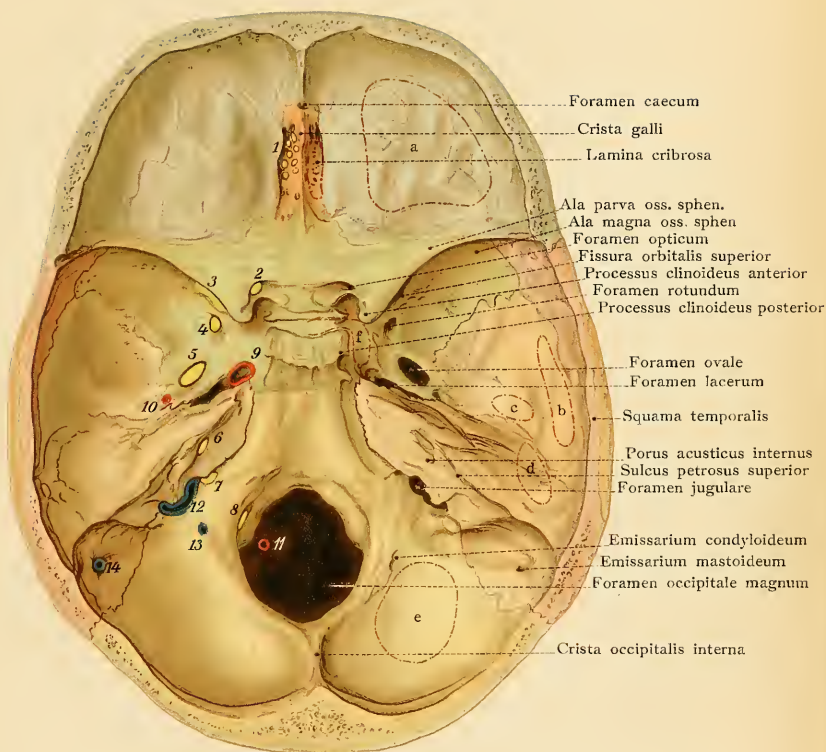 Foramen caecum
Crista galli
Lamina cribrosa
1
a
Ala parva oss. sphen.
Ala magna oss. sphen
Foramen opticum
Fissura orbitalis superior
Processus clinoideus anterior
Foramen rotundum
Processus clinoideus posterior
2
3
4
f
5
9
Foramen ovale
Foramen lacerum
10
c
b
Squama temporalis
6
d
Porus acusticus internus
Sulcus petrosus superior
Foramen jugulare
7
12
8
13
11
14
Emissarium condyloideum
Emissarium mastoideum
Foramen occipitale magnum
e
Crista occipitalis interna